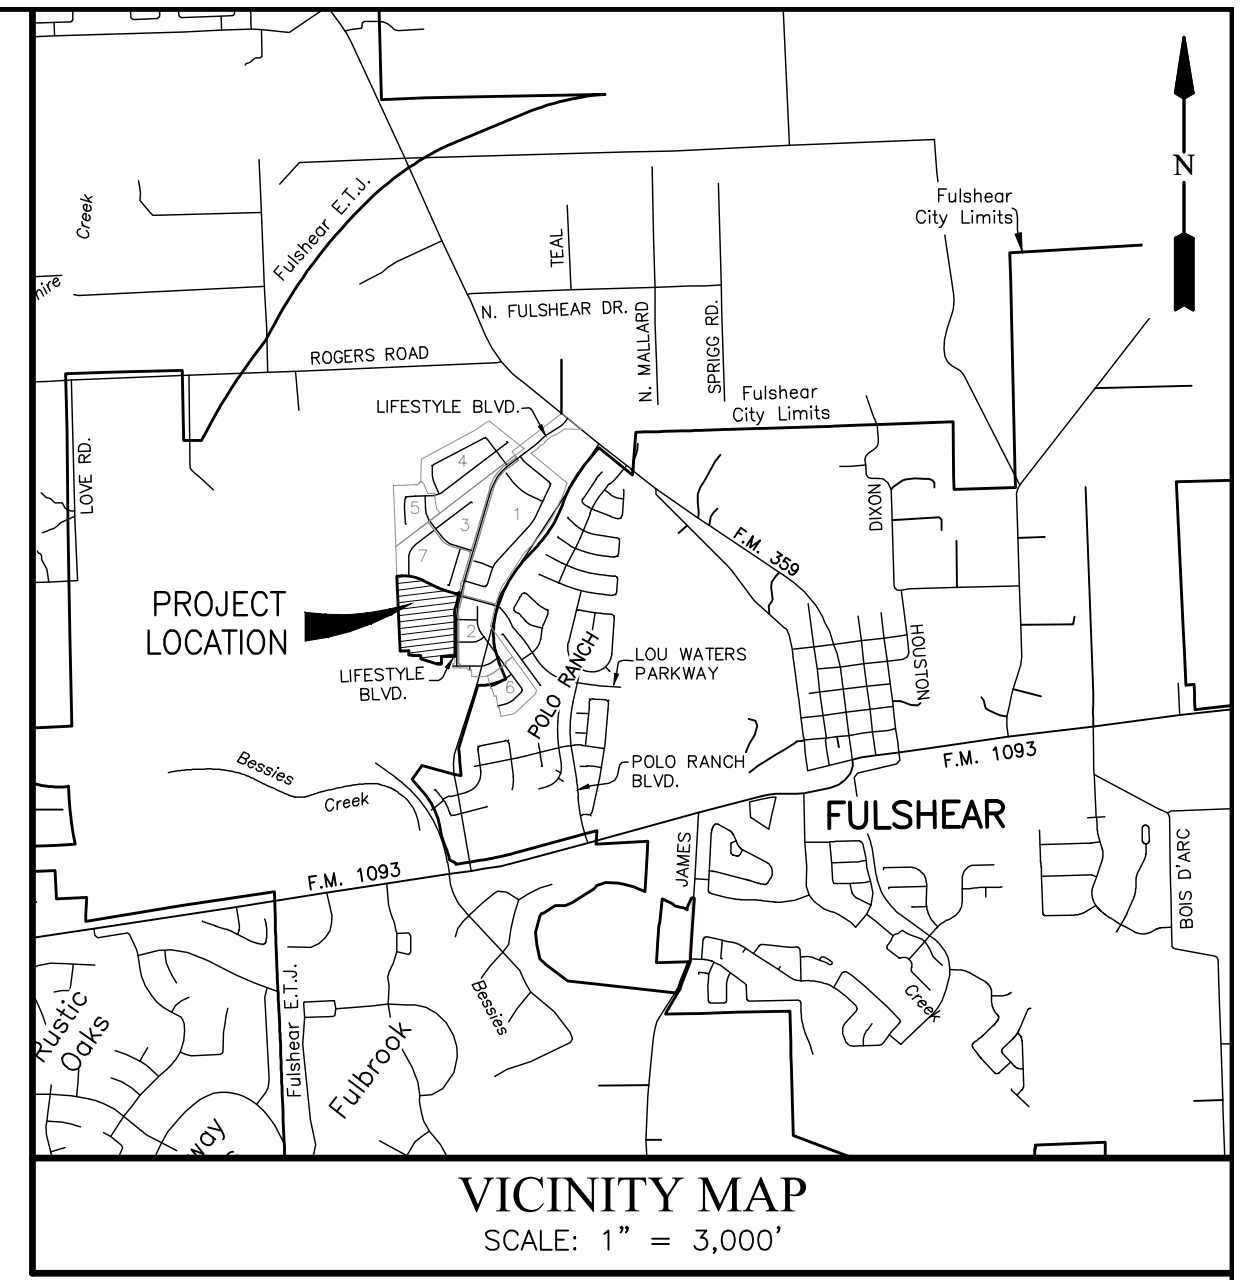 N
Fulshear
City Limits
Creek
Fulshear E.T.J.
TEAL
N. FULSHEAR DR.
N. MALLARD
SPRIGG RD.
ROGERS ROAD
LIFESTYLE BLVD.
Fulshear
City Limits
LOVE RD.
4
5
3
1
7
DIXON
F.M. 359
PROJECT
LOCATION
2
6
LIFESTYLE
BLVD.
POLO RANCH
LOU WATERS
PARKWAY
HOUSTON
Bessies
Creek
POLO RANCH
BLVD.
F.M. 1093
FULSHEAR
JAMES
BOIS D'ARC
F.M. 1093
Fulshear E.T.J.
Rustic
Oaks
Fulbrook
Bessies
Creek
way
VICINITY MAP
SCALE: 1" = 3,000'